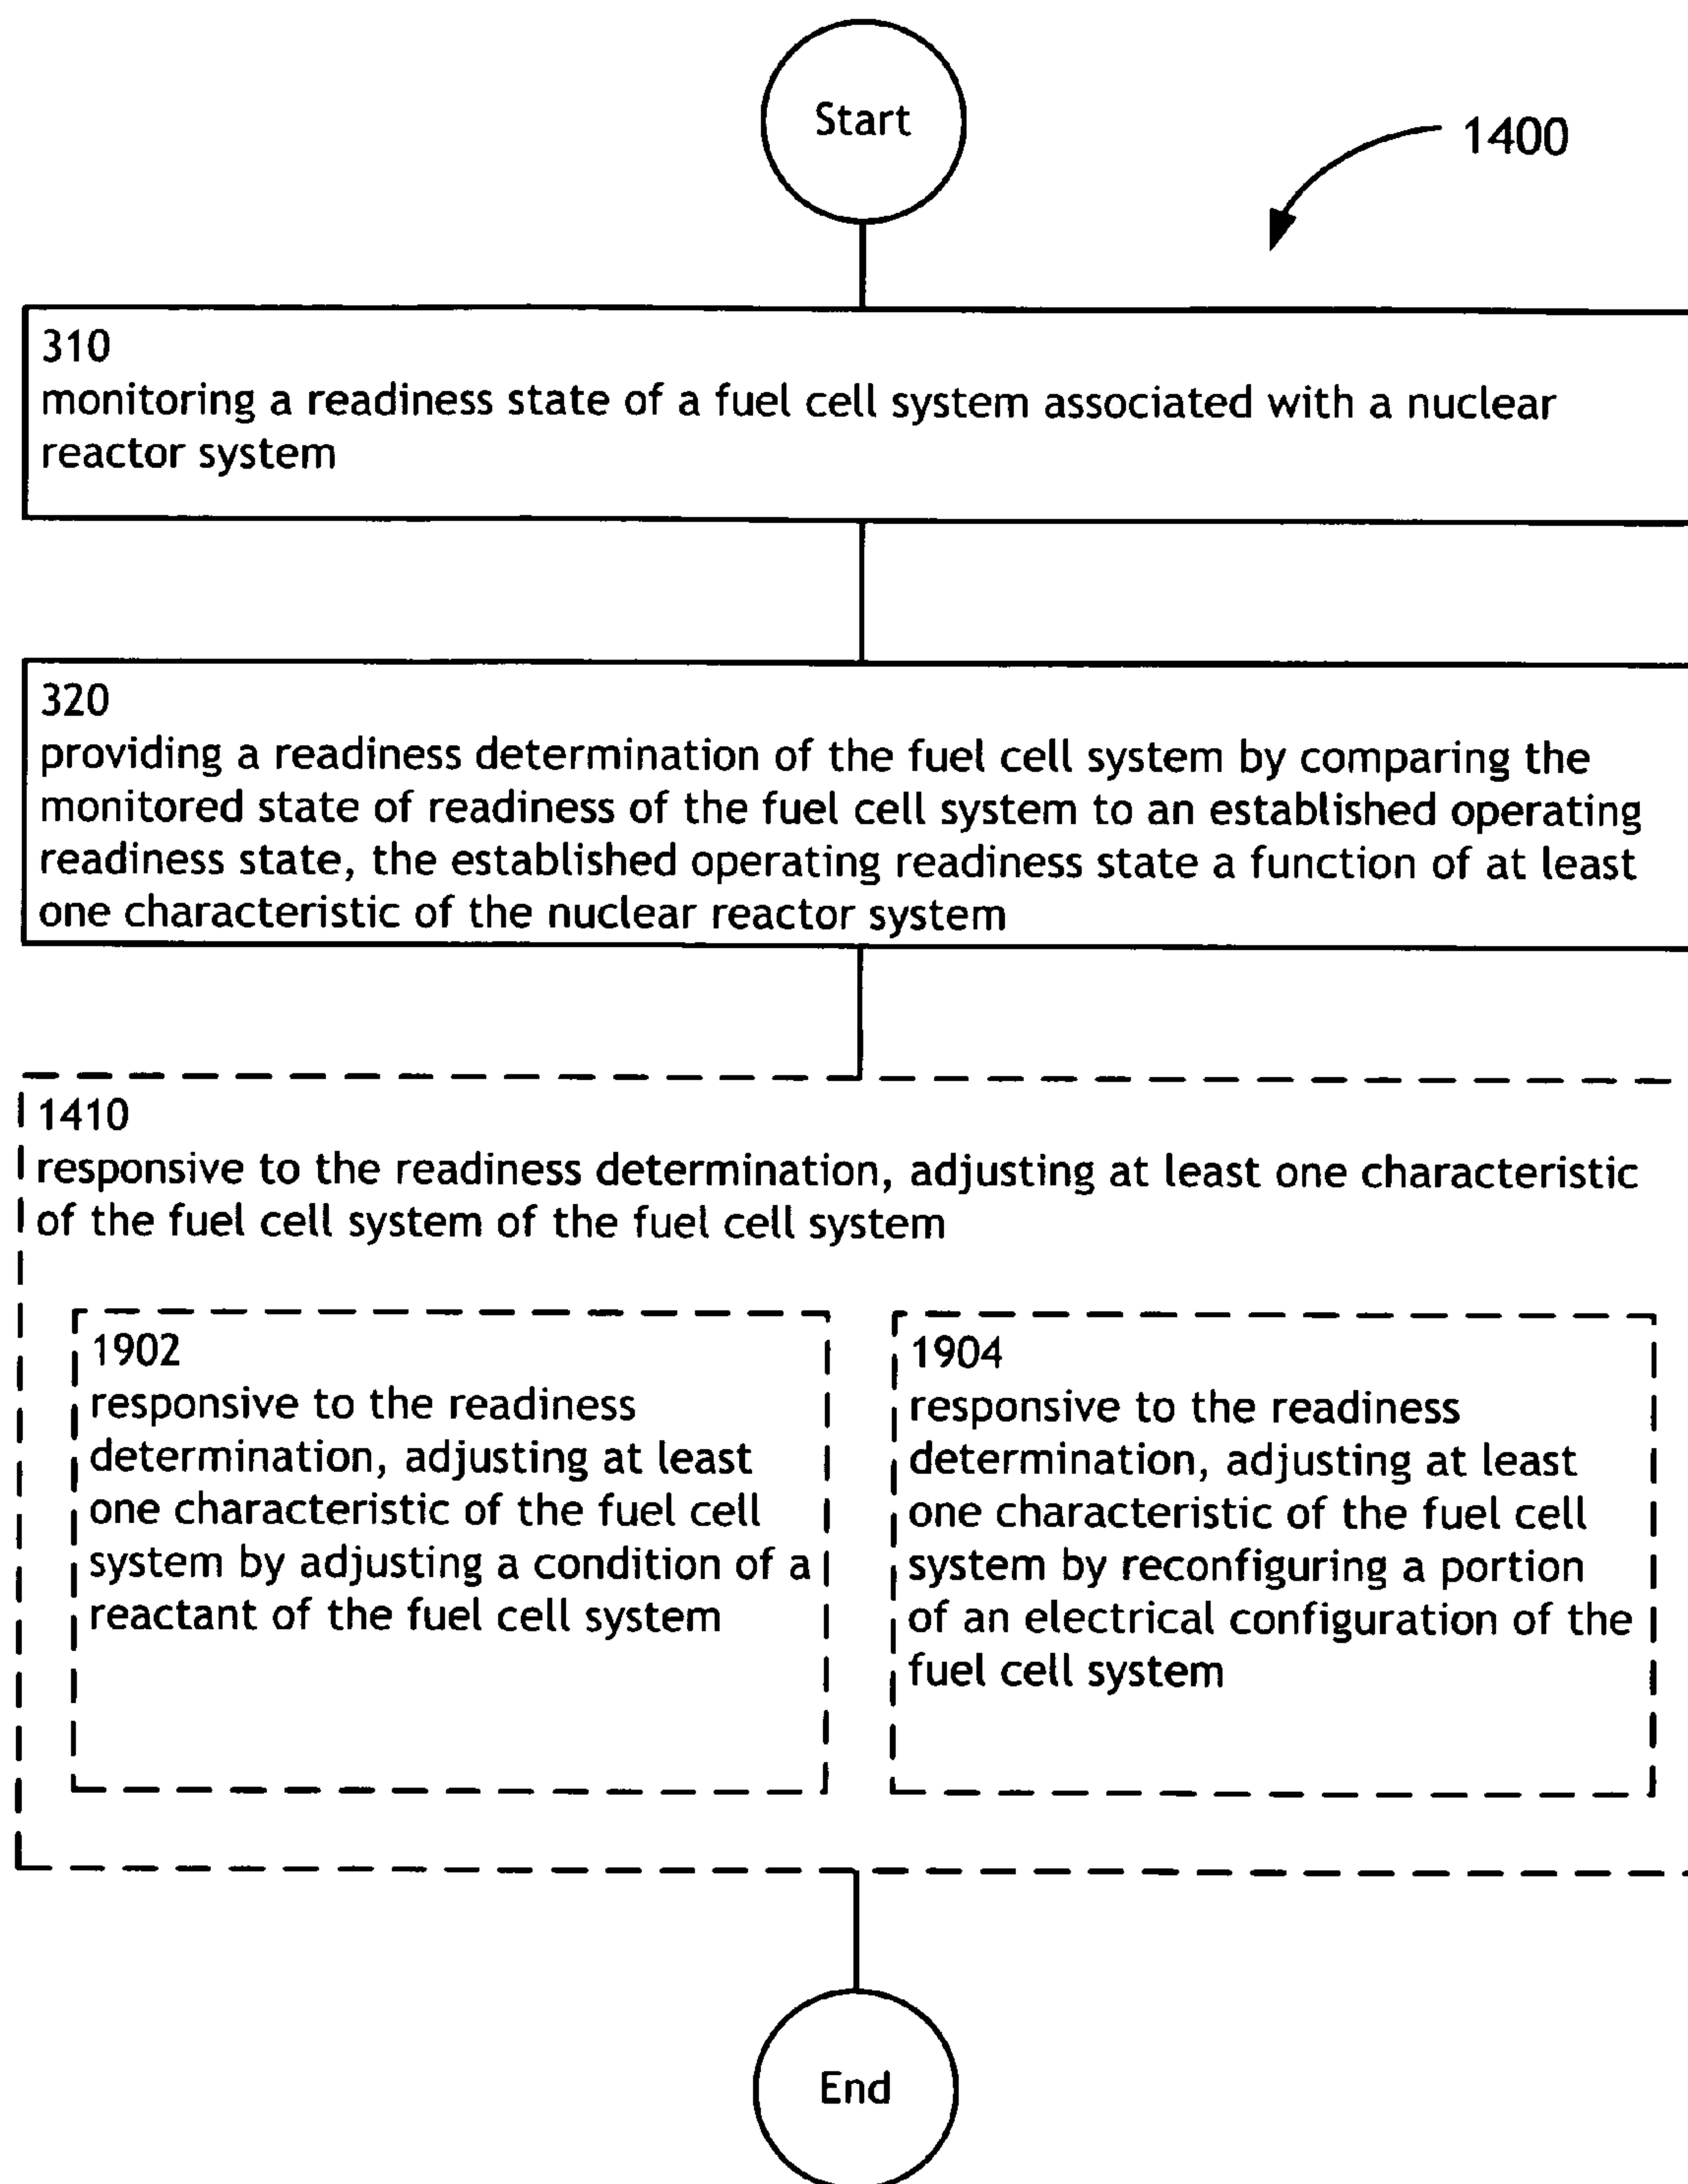 Start
1400
310
monitoring a readiness state of a fuel cell system associated with a nuclear
reactor system
320
providing a readiness determination of the fuel cell system by comparing the
monitored state of readiness of the fuel cell system to an established operating
readiness state, the established operating readiness state a function of at least
one characteristic of the nuclear reactor system
1410
responsive to the readiness determination, adjusting at least one characteristic
of the fuel cell system of the fuel cell system
1902
responsive to the readiness
determination, adjusting at least
one characteristic of the fuel cell
system by adjusting a condition of a
reactant of the fuel cell system
1904
responsive to the readiness
determination, adjusting at least
one characteristic of the fuel cell
system by reconfiguring a portion
of an electrical configuration of the
fuel cell system
End